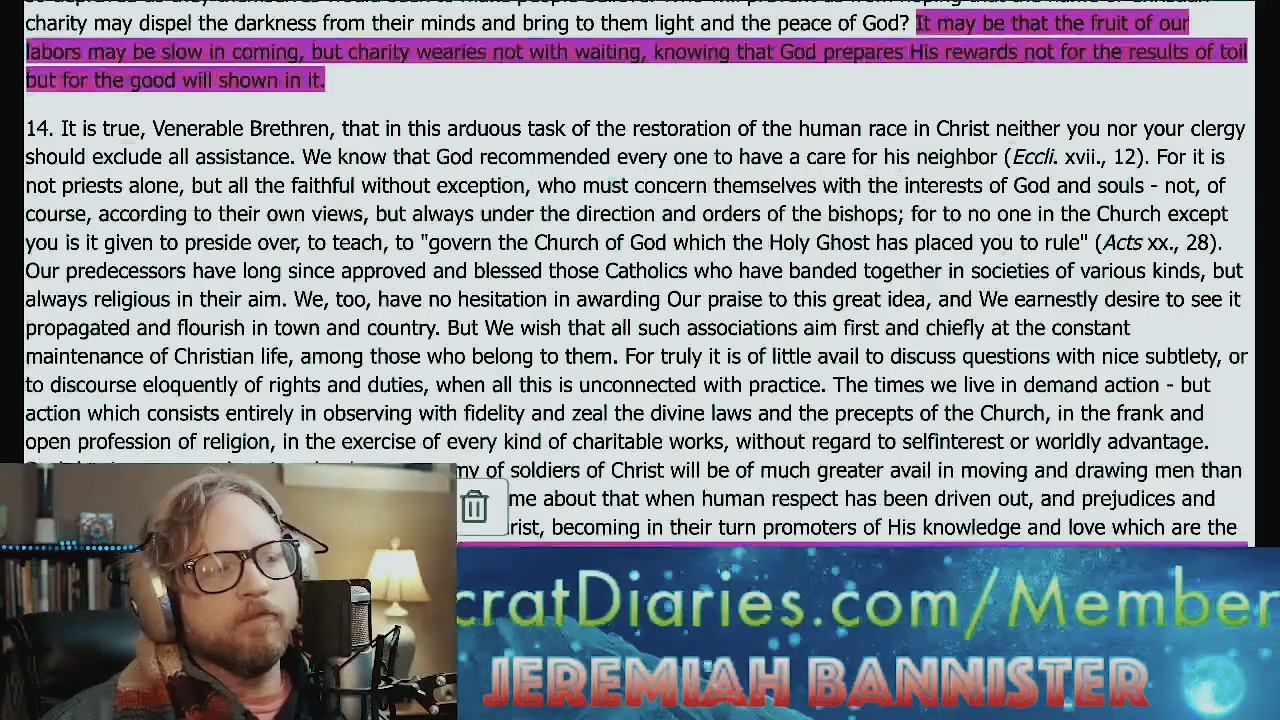 charity may dispel the darkness from their minds and bring to them light and the peace of God? It may be that the fruit of our
labors may be slow in coming, but charity wearies not with waiting, knowing that God prepares His rewards not for the results of toil
but for the good will shown in it.
14. It is true, Venerable Brethren, that in this arduous task of the restoration of the human race in Christ neither you nor your clergy
should exclude all assistance. We know that God recommended every one to have a care for his neighbor (Eccli. xvii., 12). For it is
not priests alone, but all the faithful without exception, who must concern themselves with the interests of God and souls - not, of
course, according to their own views, but always under the direction and orders of the bishops; for to no one in the Church except
you is it given to preside over, to teach, to "govern the Church of God which the Holy Ghost has placed you to rule" (Acts xx., 28).
Our predecessors have long since approved and blessed those Catholics who have banded together in societies of various kinds, but
always religious in their aim. We, too, have no hesitation in awarding Our praise to this great idea, and We earnestly desire to see it
propagated and flourish in town and country. But We wish that all such associations aim first and chiefly at the constant
maintenance of Christian life, among those who belong to them. For truly it is of little avail to discuss questions with nice subtlety, or
to discourse eloquently of rights and duties, when all this is unconnected with practice. The times we live in demand action - but
action which consists entirely in observing with fidelity and zeal the divine laws and the precepts of the Church, in the frank and
open profession of religion, in the exercise of every kind of charitable works, without regard to selfinterest or worldly advantage.
my of soldiers of Christ will be of much greater avail in moving and drawing men than
me about that when human respect has been driven out, and prejudices and
rist, becoming in their turn promoters of His knowledge and love which are the
cratDiaries.com/Member
JEREMIAH BANNISTER